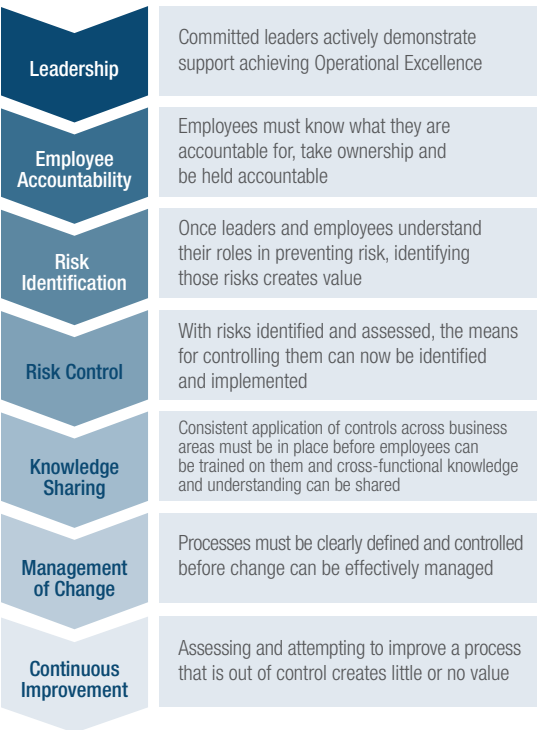 Leadership
Committed leaders actively demonstrate
support achieving Operational Excellence
Employee
Accountability
Employees must know what they are
accountable for, take ownership and
be held accountable
Risk
Identification
Once leaders and employees understand
their roles in preventing risk, identifying
those risks creates value
Risk Control
With risks identified and assessed, the means
for controlling them can now be identified
and implemented
Knowledge
Sharing
Consistent application of controls across business
areas must be in place before employees can
be trained on them and cross-functional knowledge
and understanding can be shared
Management
of Change
Processes must be clearly defined and controlled
before change can be effectively managed
Continuous
Improvement
Assessing and attempting to improve a process
that is out of control creates little or no value